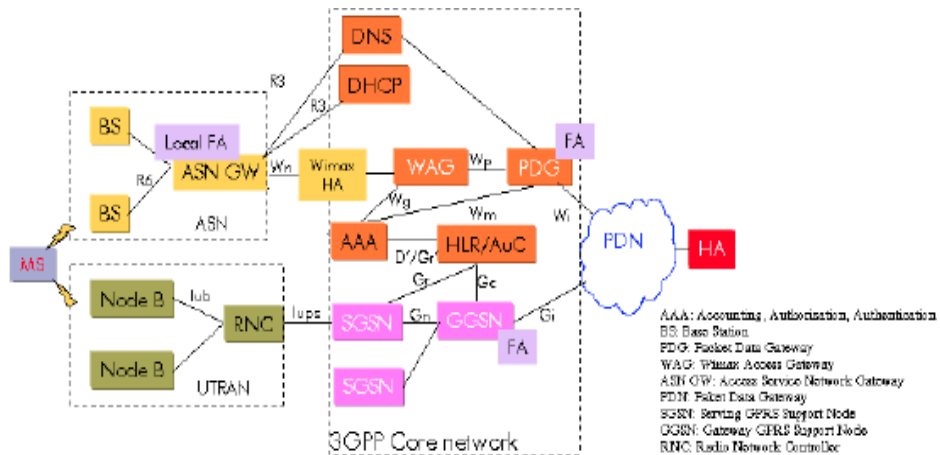 DNS
R3
DHCP
R3
BS
Local FA
FA
ASN GW
Wn
Wimax
HA
WAG
Wp
PDG
R6
BS
ASN
Wg
Wm
Wi
AAA
HLR/AuC
PDN
HA
D'/Gr'
MS
Gr
Gc
Node B
Iub
RNC
Iups
SGSN
Gn
GGSN
Gi
FA
Node B
UTRAN
SGSN
3GPP Core network
AAA: Accounting, Authorization, Authentication
BS: Base Station
PDG: Packet Data Gateway
WAG: Wimax Access Gateway
ASN GW: Access Service Network Gateway
PDN: Paket Data Gateway
SGSN: Serving GPRS Support Node
GGSN: Gateway GPRS Support Node
RNC: Radio Network Controller